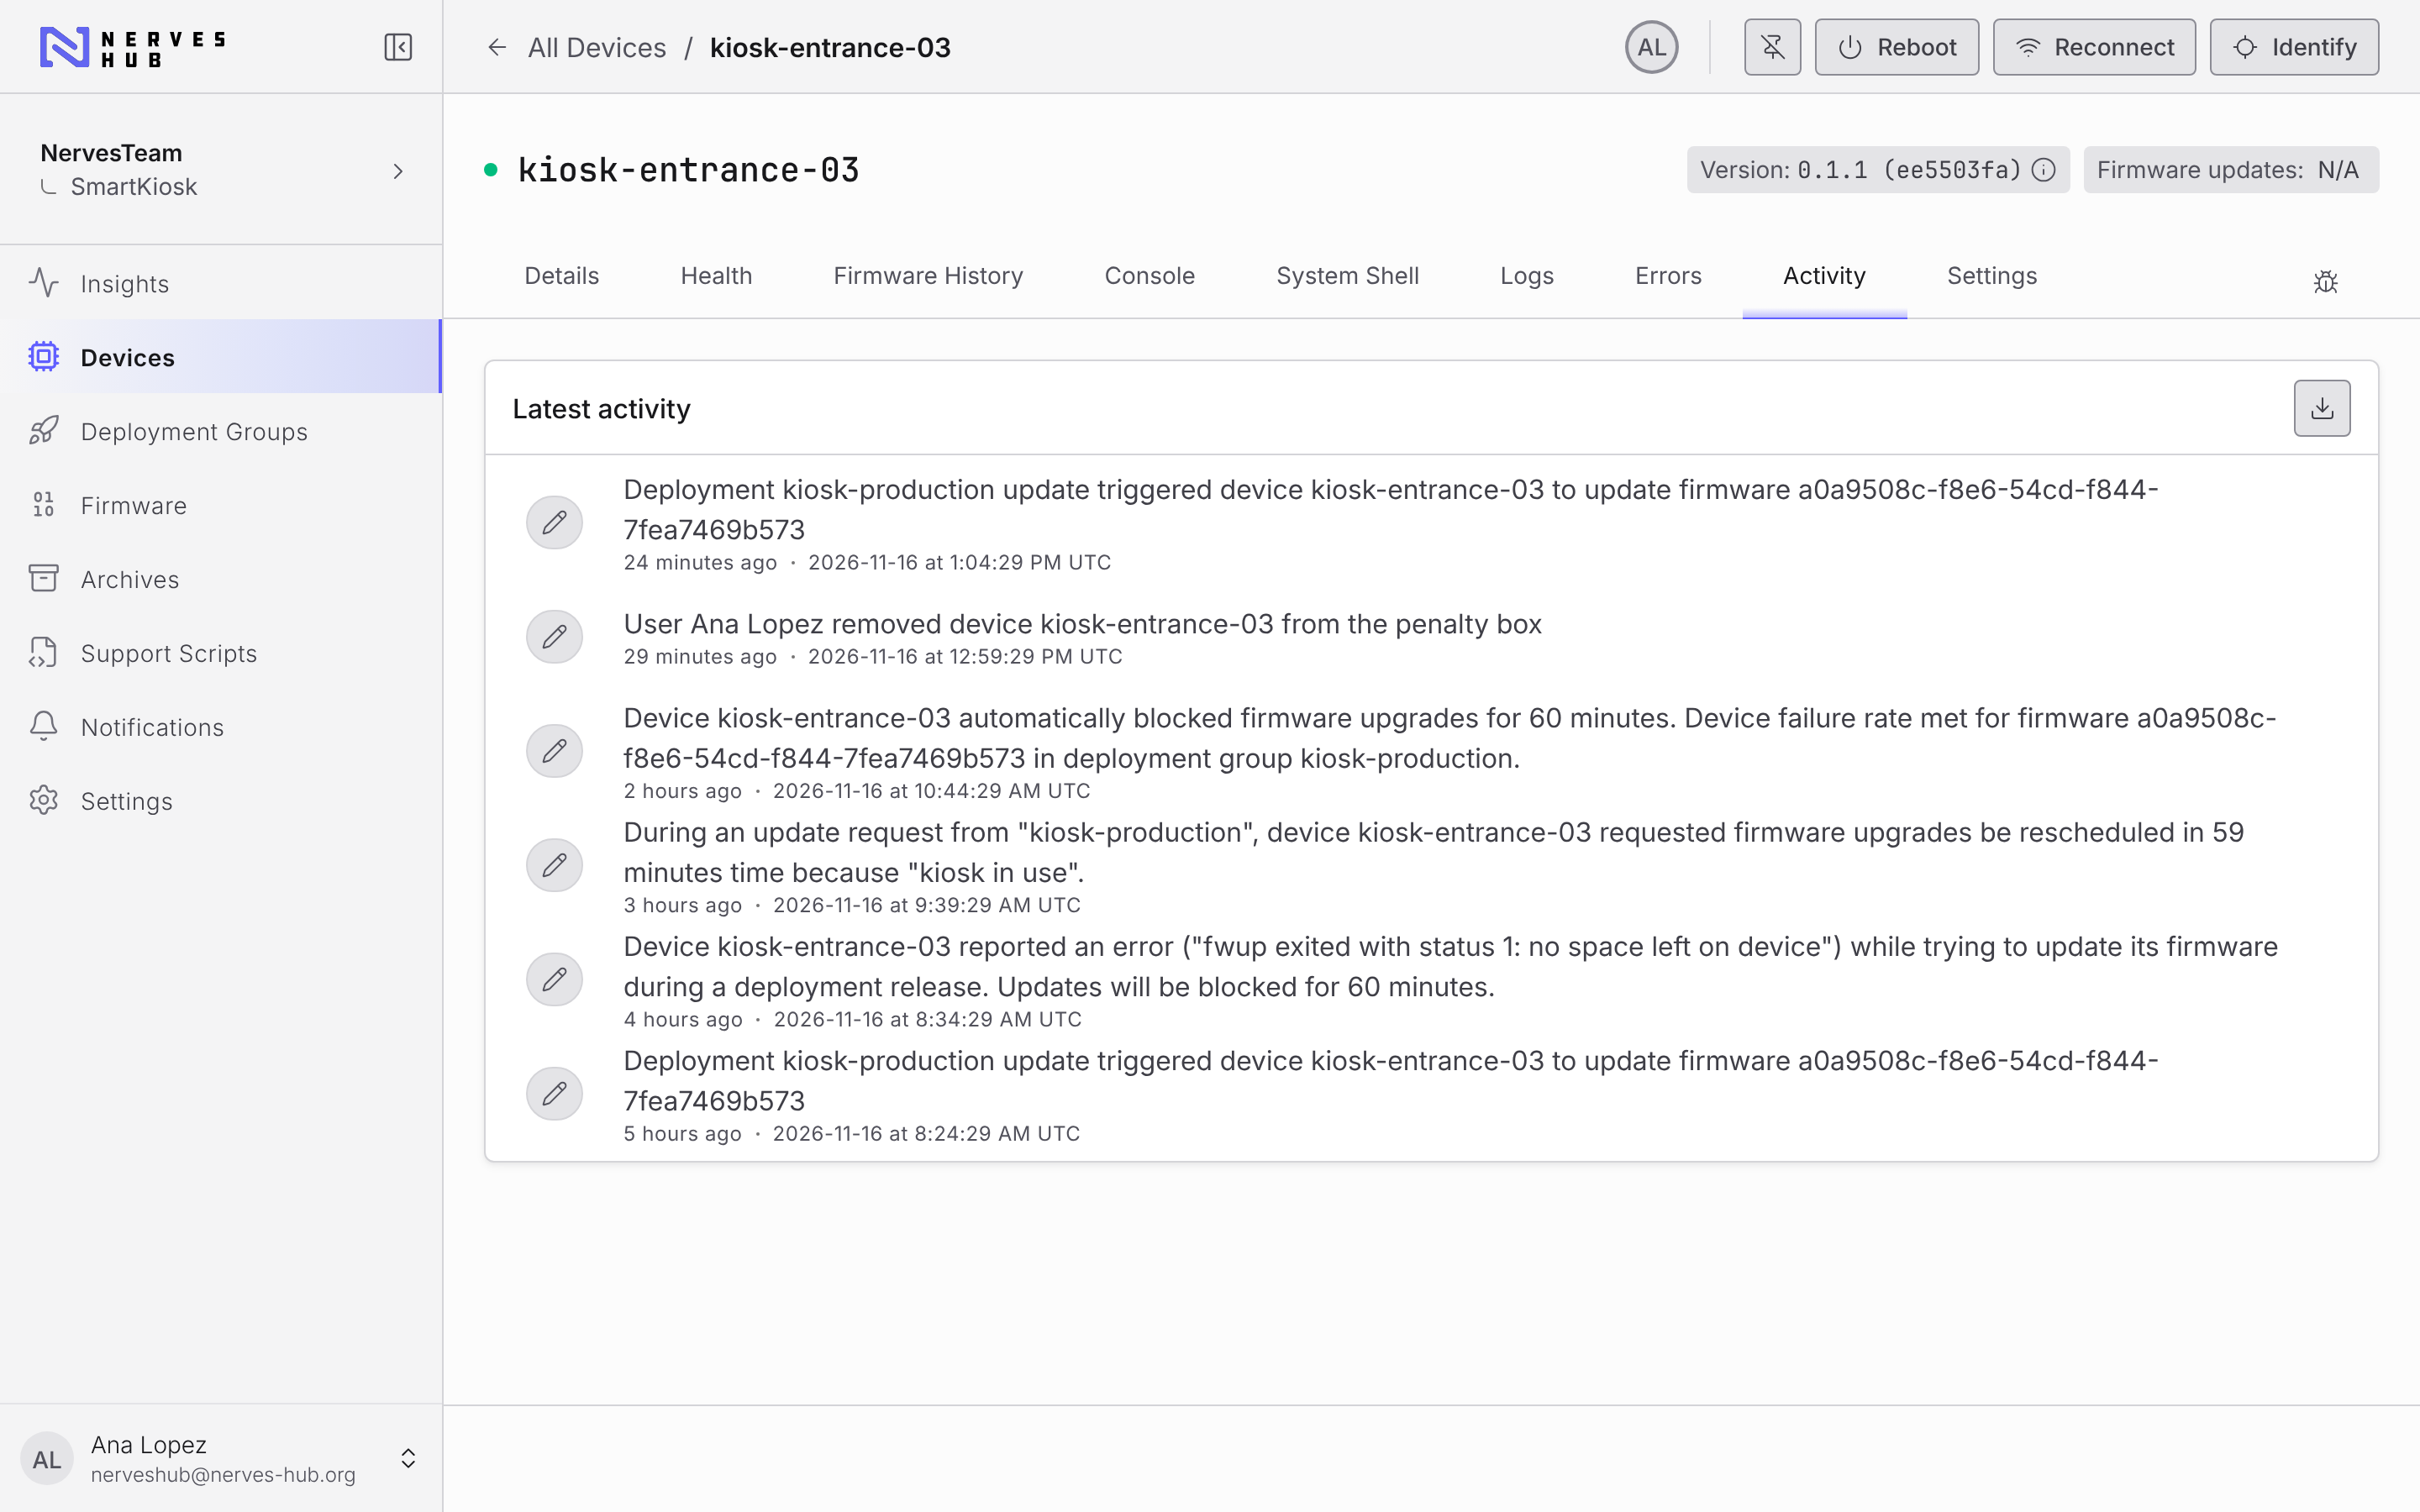 NERVES
HUB
All Devices / kiosk-entrance-03
AL
Reboot
Reconnect
Identify
NervesTeam
SmartKiosk
Insights
Devices
Deployment Groups
Firmware
Archives
Support Scripts
Notifications
Settings
kiosk-entrance-03
Version: 0.1.1 (ee5503fa)
Firmware updates: N/A
Details
Health
Firmware History
Console
System Shell
Logs
Errors
Activity
Settings
Latest activity
Deployment kiosk-production update triggered device kiosk-entrance-03 to update firmware a0a9508c-f8e6-54cd-f844-
7fea7469b573
24 minutes ago · 2026-11-16 at 1:04:29 PM UTC
User Ana Lopez removed device kiosk-entrance-03 from the penalty box
29 minutes ago · 2026-11-16 at 12:59:29 PM UTC
Device kiosk-entrance-03 automatically blocked firmware upgrades for 60 minutes. Device failure rate met for firmware a0a9508c-
f8e6-54cd-f844-7fea7469b573 in deployment group kiosk-production.
2 hours ago · 2026-11-16 at 10:44:29 AM UTC
During an update request from "kiosk-production", device kiosk-entrance-03 requested firmware upgrades be rescheduled in 59
minutes time because "kiosk in use".
3 hours ago · 2026-11-16 at 9:39:29 AM UTC
Device kiosk-entrance-03 reported an error ("fwup exited with status 1: no space left on device") while trying to update its firmware
during a deployment release. Updates will be blocked for 60 minutes.
4 hours ago · 2026-11-16 at 8:34:29 AM UTC
Deployment kiosk-production update triggered device kiosk-entrance-03 to update firmware a0a9508c-f8e6-54cd-f844-
7fea7469b573
5 hours ago · 2026-11-16 at 8:24:29 AM UTC
AL
Ana Lopez
nerveshub@nerves-hub.org